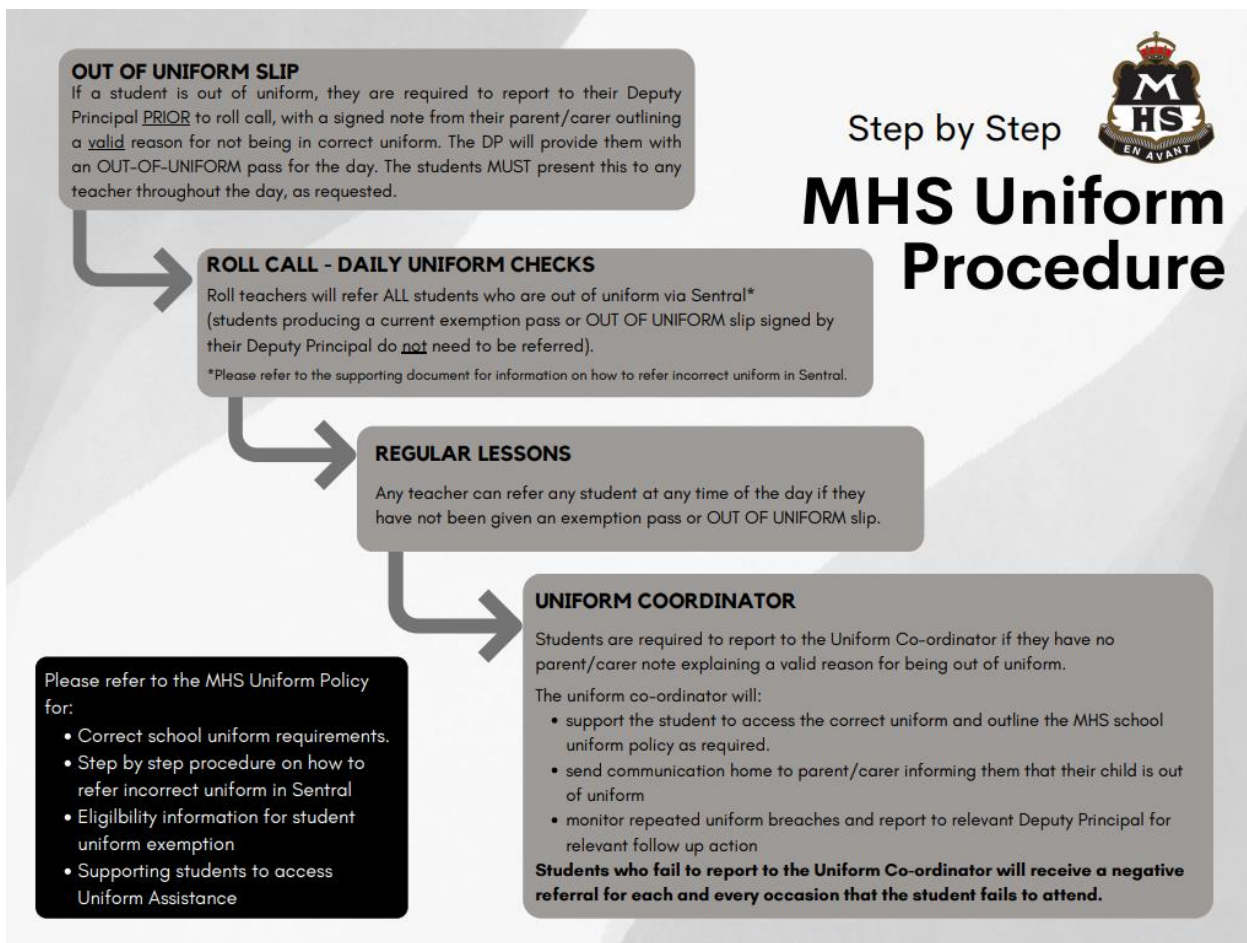 OUT OF UNIFORM SLIP
If a student is out of uniform, they are required to report to their Deputy
Principal PRIOR to roll call, with a signed note from their parent/carer outlining
a valid reason for not being in correct uniform. The DP will provide them with
an OUT-OF-UNIFORM pass for the day. The students MUST present this to any
teacher throughout the day, as requested.
M
HS
EN AVANT
Step by Step
MHS Uniform
Procedure
ROLL CALL - DAILY UNIFORM CHECKS
Roll teachers will refer ALL students who are out of uniform via Sentral*
(students producing a current exemption pass or OUT OF UNIFORM slip signed by
their Deputy Principal do not need to be referred).
*Please refer to the supporting document for information on how to refer incorrect uniform in Sentral.
REGULAR LESSONS
Any teacher can refer any student at any time of the day if they
have not been given an exemption pass or OUT OF UNIFORM slip.
UNIFORM COORDINATOR
Students are required to report to the Uniform Co-ordinator if they have no
parent/carer note explaining a valid reason for being out of uniform.
The uniform co-ordinator will:
• support the student to access the correct uniform and outline the MHS school
uniform policy as required.
• send communication home to parent/carer informing them that their child is out
of uniform
• monitor repeated uniform breaches and report to relevant Deputy Principal for
relevant follow up action
Students who fail to report to the Uniform Co-ordinator will receive a negative
referral for each and every occasion that the student fails to attend.
Please refer to the MHS Uniform Policy
for:
• Correct school uniform requirements.
• Step by step procedure on how to
refer incorrect uniform in Sentral
• Eligilbility information for student
uniform exemption
• Supporting students to access
Uniform Assistance